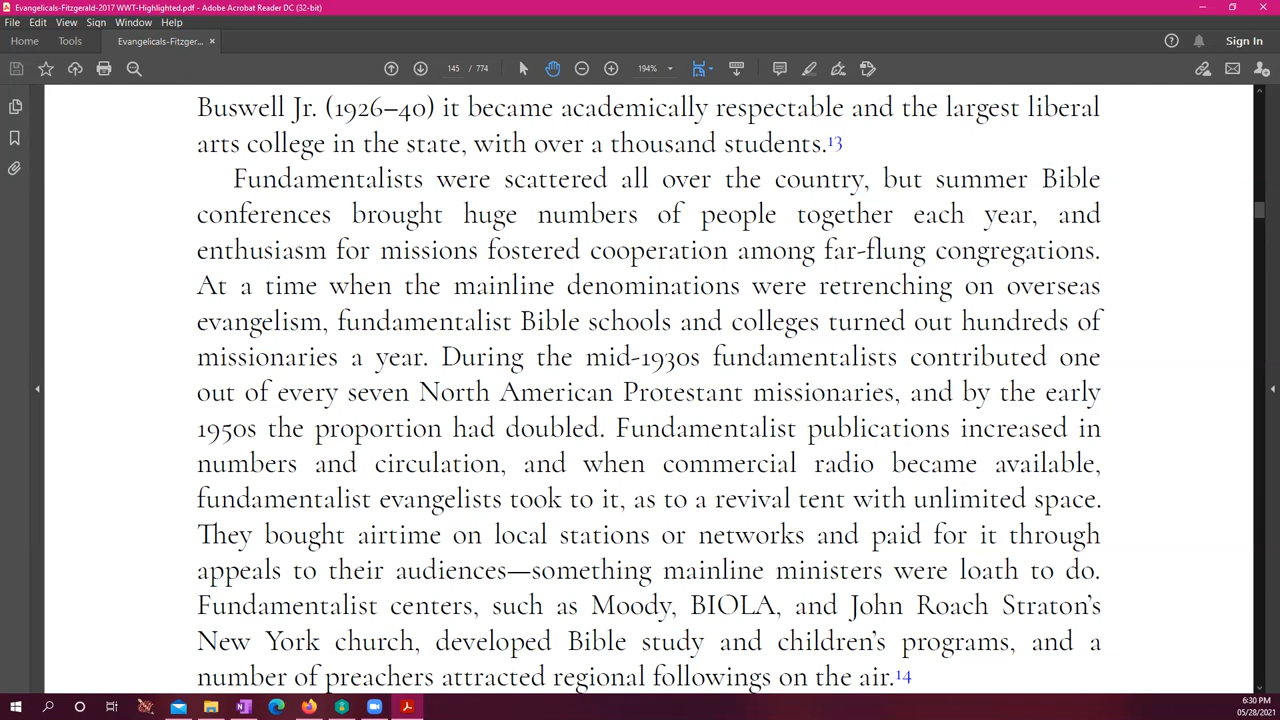 Evangelicals-Fitzgerald-2017 WWT-Highlighted.pdf - Adobe Acrobat Reader DC (32-bit)
File Edit View Sign Window Help
Home Tools Evangelicals-Fitzger... × Sign In
145 / 774 194%
Buswell Jr. (1926–40) it became academically respectable and the largest liberal
arts college in the state, with over a thousand students.13
Fundamentalists were scattered all over the country, but summer Bible
conferences brought huge numbers of people together each year, and
enthusiasm for missions fostered cooperation among far-flung congregations.
At a time when the mainline denominations were retrenching on overseas
evangelism, fundamentalist Bible schools and colleges turned out hundreds of
missionaries a year. During the mid-1930s fundamentalists contributed one
out of every seven North American Protestant missionaries, and by the early
1950s the proportion had doubled. Fundamentalist publications increased in
numbers and circulation, and when commercial radio became available,
fundamentalist evangelists took to it, as to a revival tent with unlimited space.
They bought airtime on local stations or networks and paid for it through
appeals to their audiences—something mainline ministers were loath to do.
Fundamentalist centers, such as Moody, BIOLA, and John Roach Straton's
New York church, developed Bible study and children's programs, and a
number of preachers attracted regional followings on the air.14
6:30 PM
05/28/2021